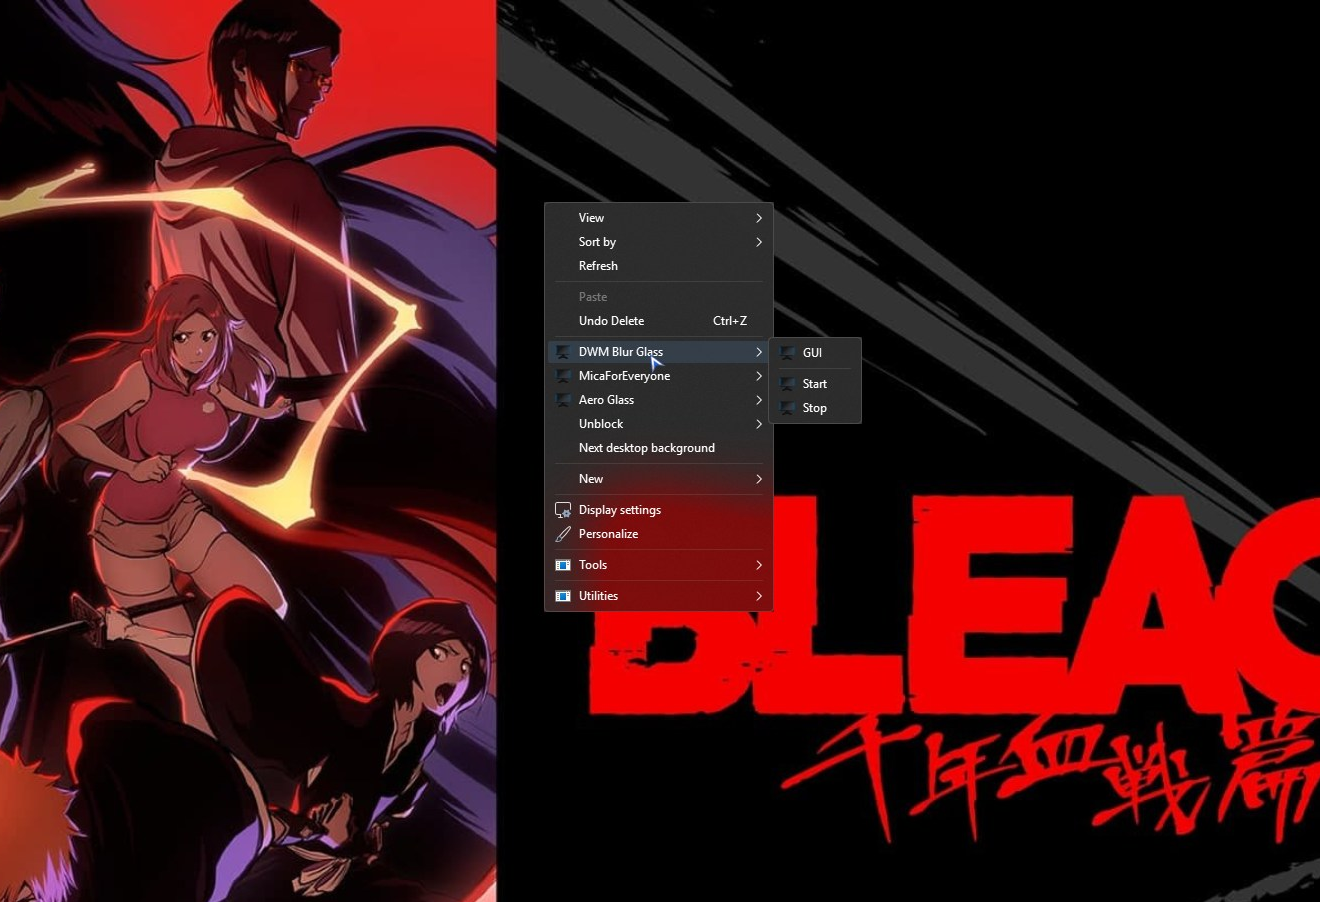 View
Sort by
Refresh
Paste
Undo Delete Ctrl+Z
DWM Blur Glass
GUI
MicaForEveryone
Start
Aero Glass
Stop
Unblock
Next desktop background
New
Display settings
Personalize
Tools
Utilities
BLEAC
千年血戦篇